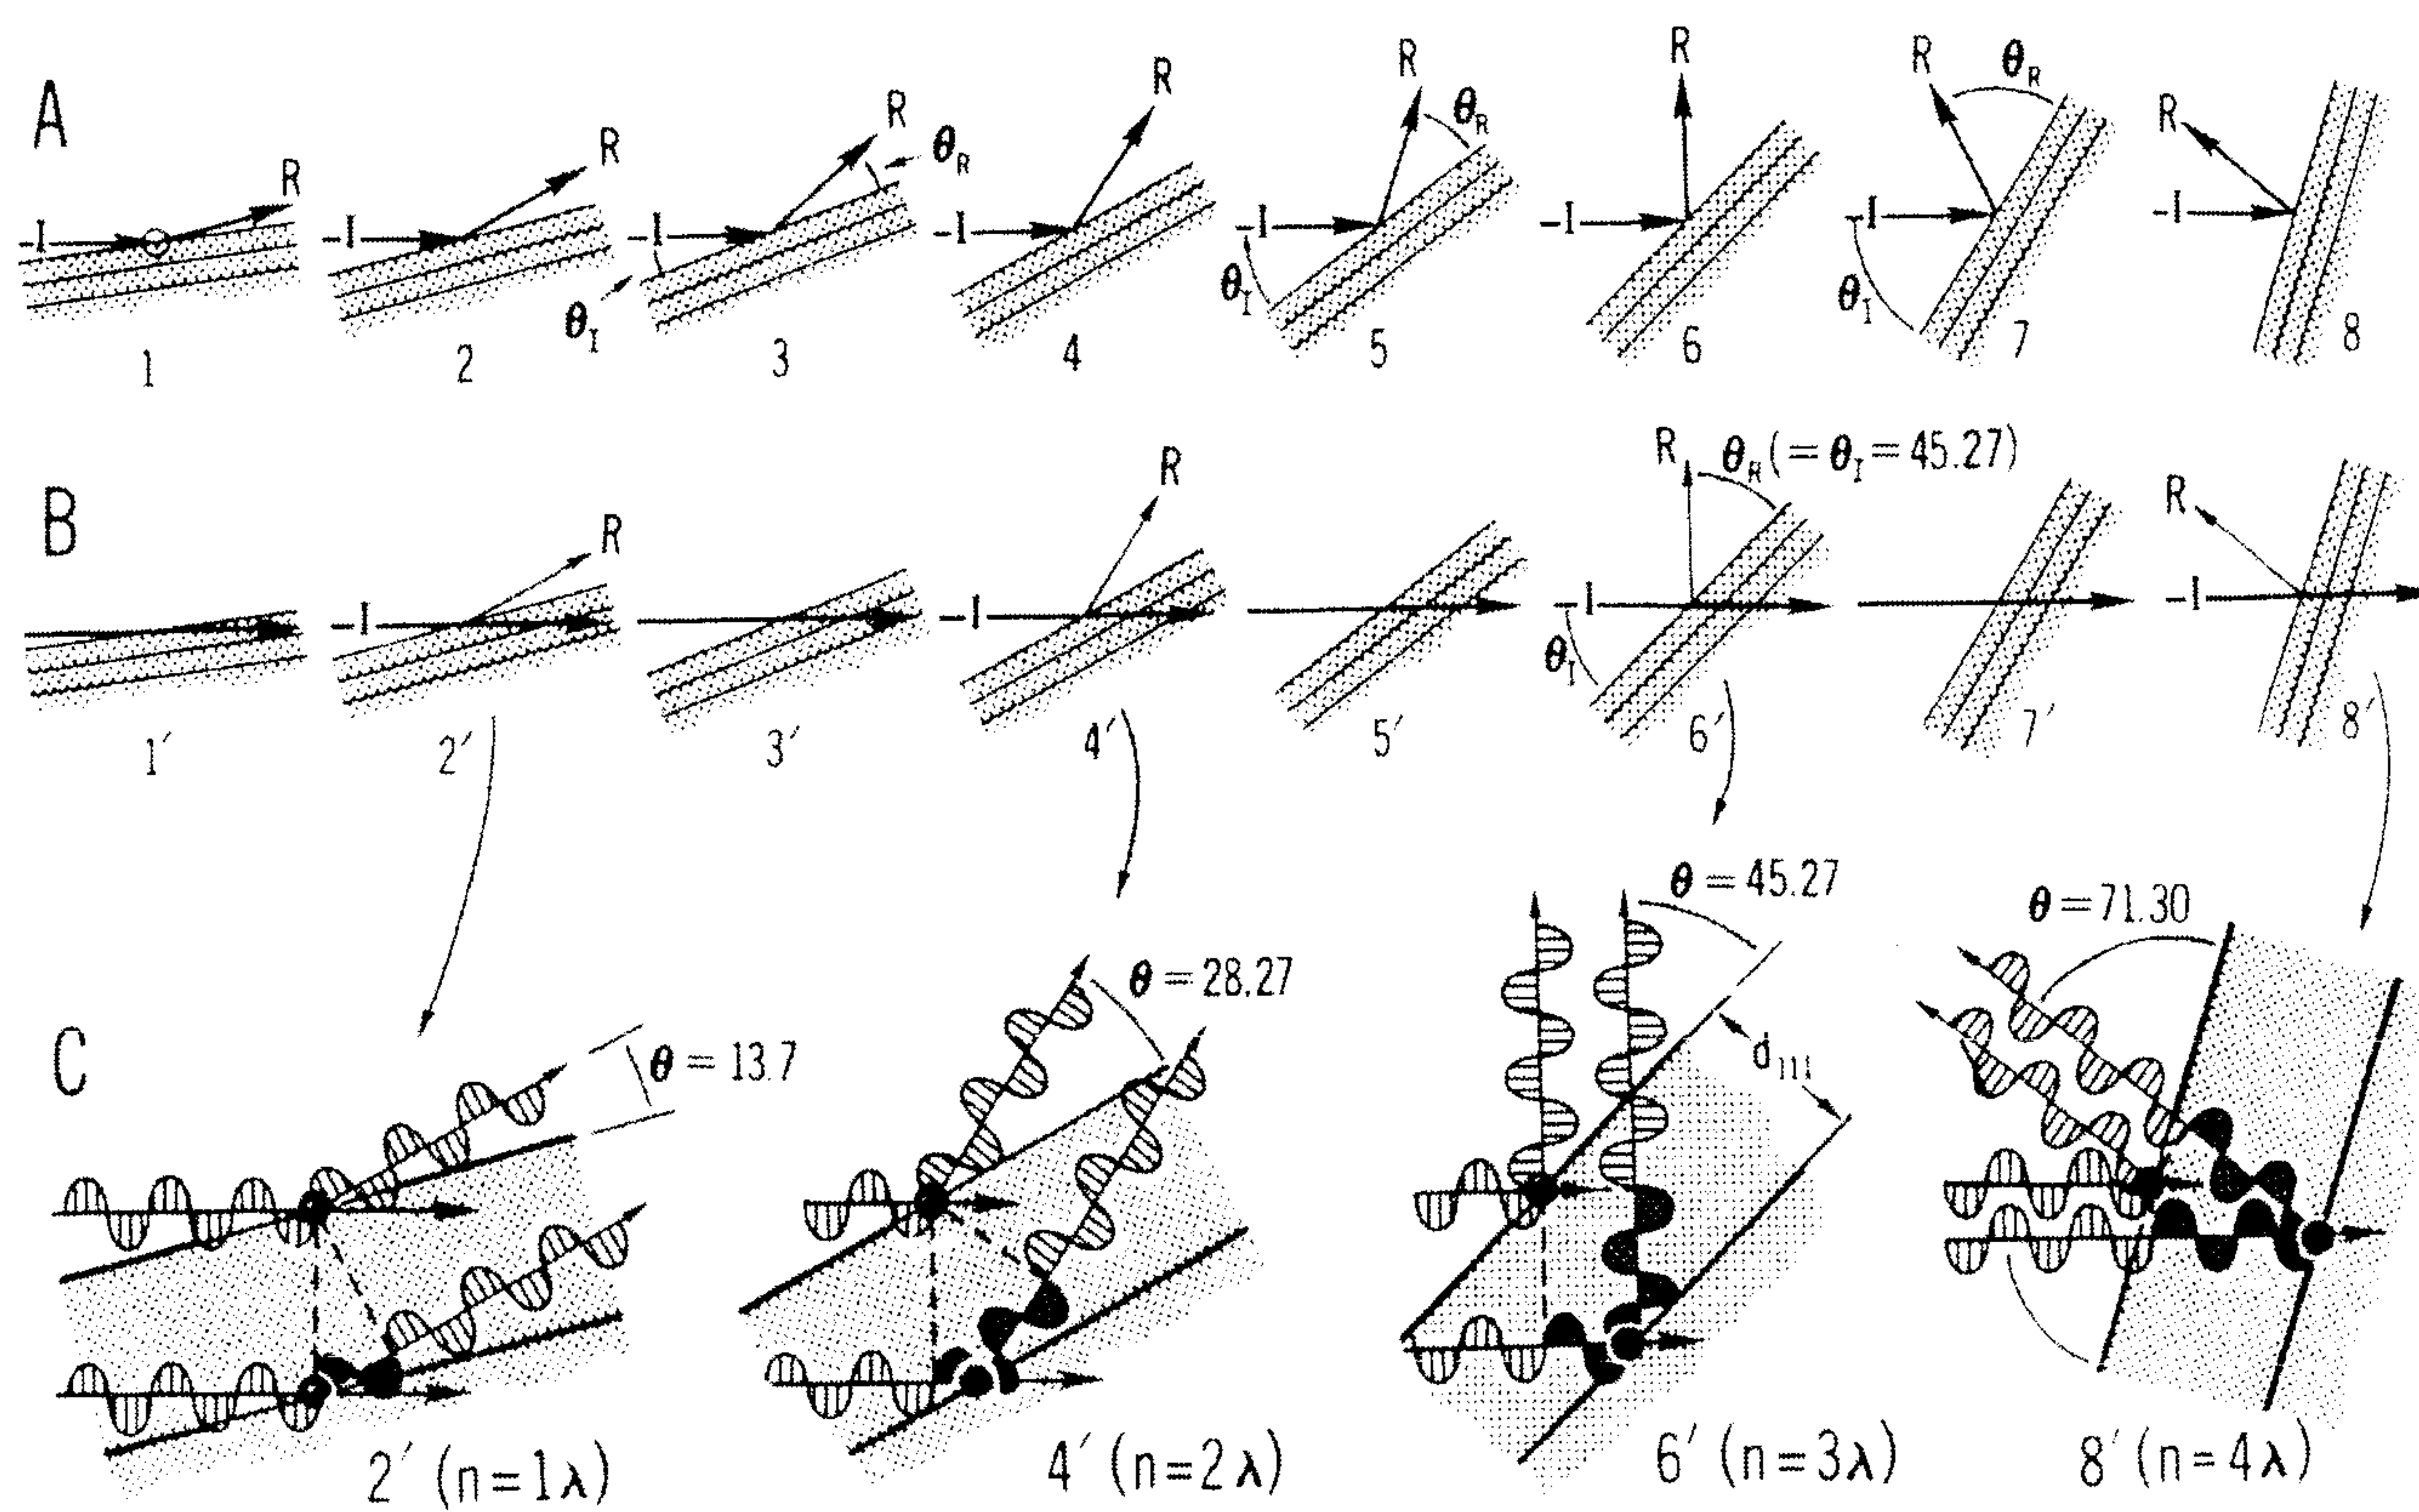 A
-I R
-I R
-I R θR
θI
-I R
-I R θR
θI
-I R
-I R θR
θI
-I R
1 2 3 4 5 6 7 8
B
-I R
-I R
-I R θR (= θI = 45.27)
θI
-I R
1′ 2′ 3′ 4′ 5′ 6′ 7′ 8′
C
θ = 13.7
θ = 28.27
θ = 45.27
d111
θ = 71.30
2′ (n = 1λ)
4′ (n = 2λ)
6′ (n = 3λ)
8′ (n = 4λ)